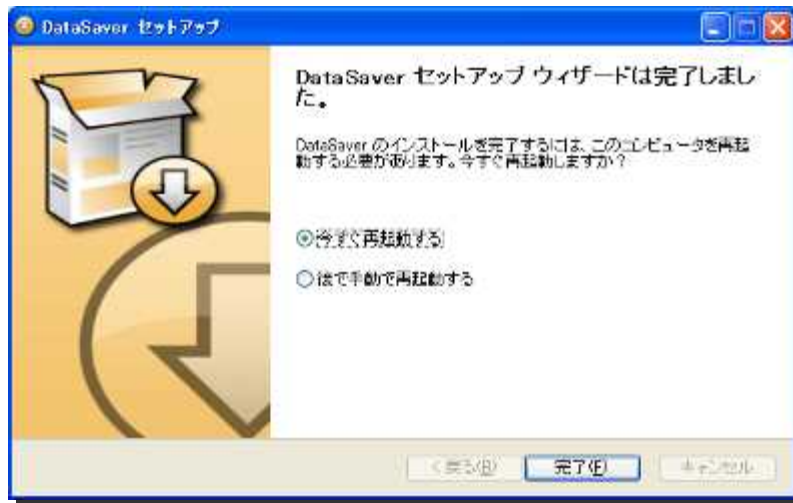 DataSaver セットアップ
DataSaver セットアップ ウィザードは完了しまし
た。
DataSaver のインストールを完了するには、このコンピュータを再起
動する必要があります。今すぐ再起動しますか？
今すぐ再起動する
後で手動で再起動する
< 戻る(B)
完了(F)
キャンセル